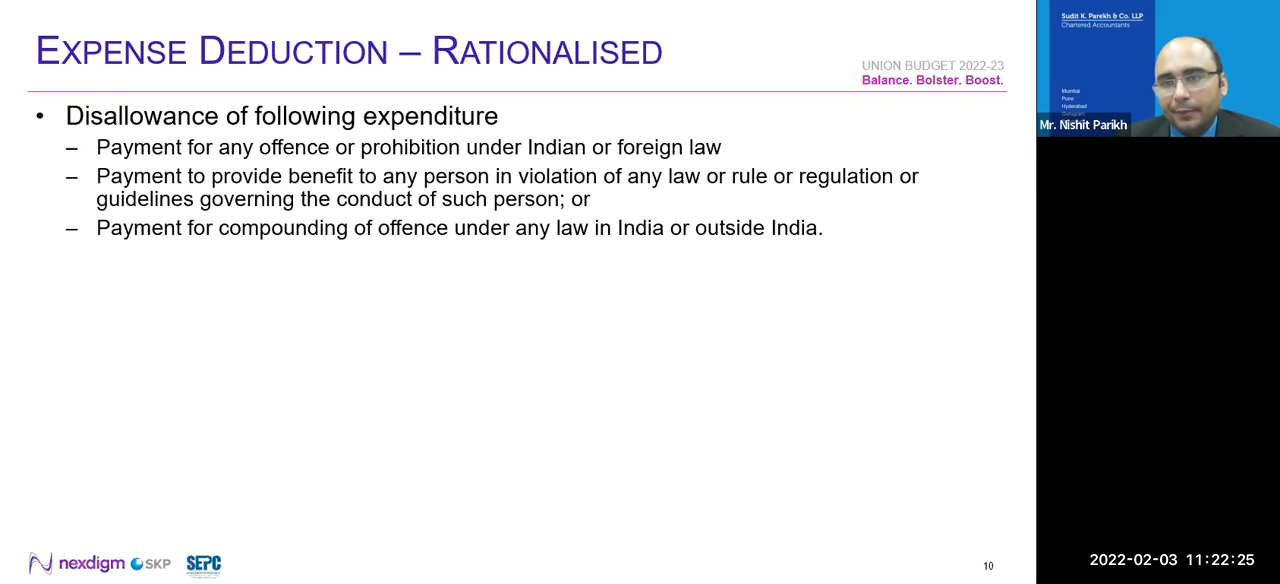 EXPENSE DEDUCTION – RATIONALISED
UNION BUDGET 2022-23
Balance. Bolster. Boost.
• Disallowance of following expenditure
– Payment for any offence or prohibition under Indian or foreign law
– Payment to provide benefit to any person in violation of any law or rule or regulation or
guidelines governing the conduct of such person; or
– Payment for compounding of offence under any law in India or outside India.
nexdigm SKP SEPC
10
Sudit K. Parekh & Co. LLP
Chartered Accountants
Mumbai
Pune
Hyderabad
Mr. Nishit Parikh
2022-02-03 11:22:25